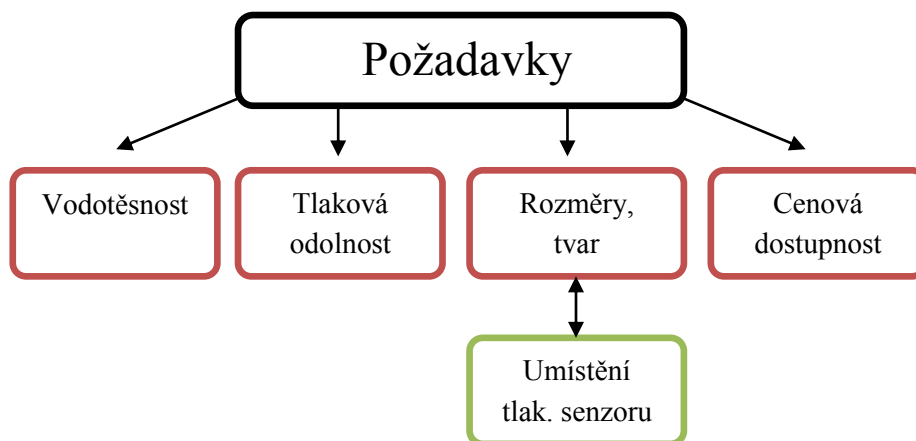 Požadavky
Vodotěsnost
Tlaková
odolnost
Rozměry,
tvar
Cenová
dostupnost
Umístění
tlak. senzoru